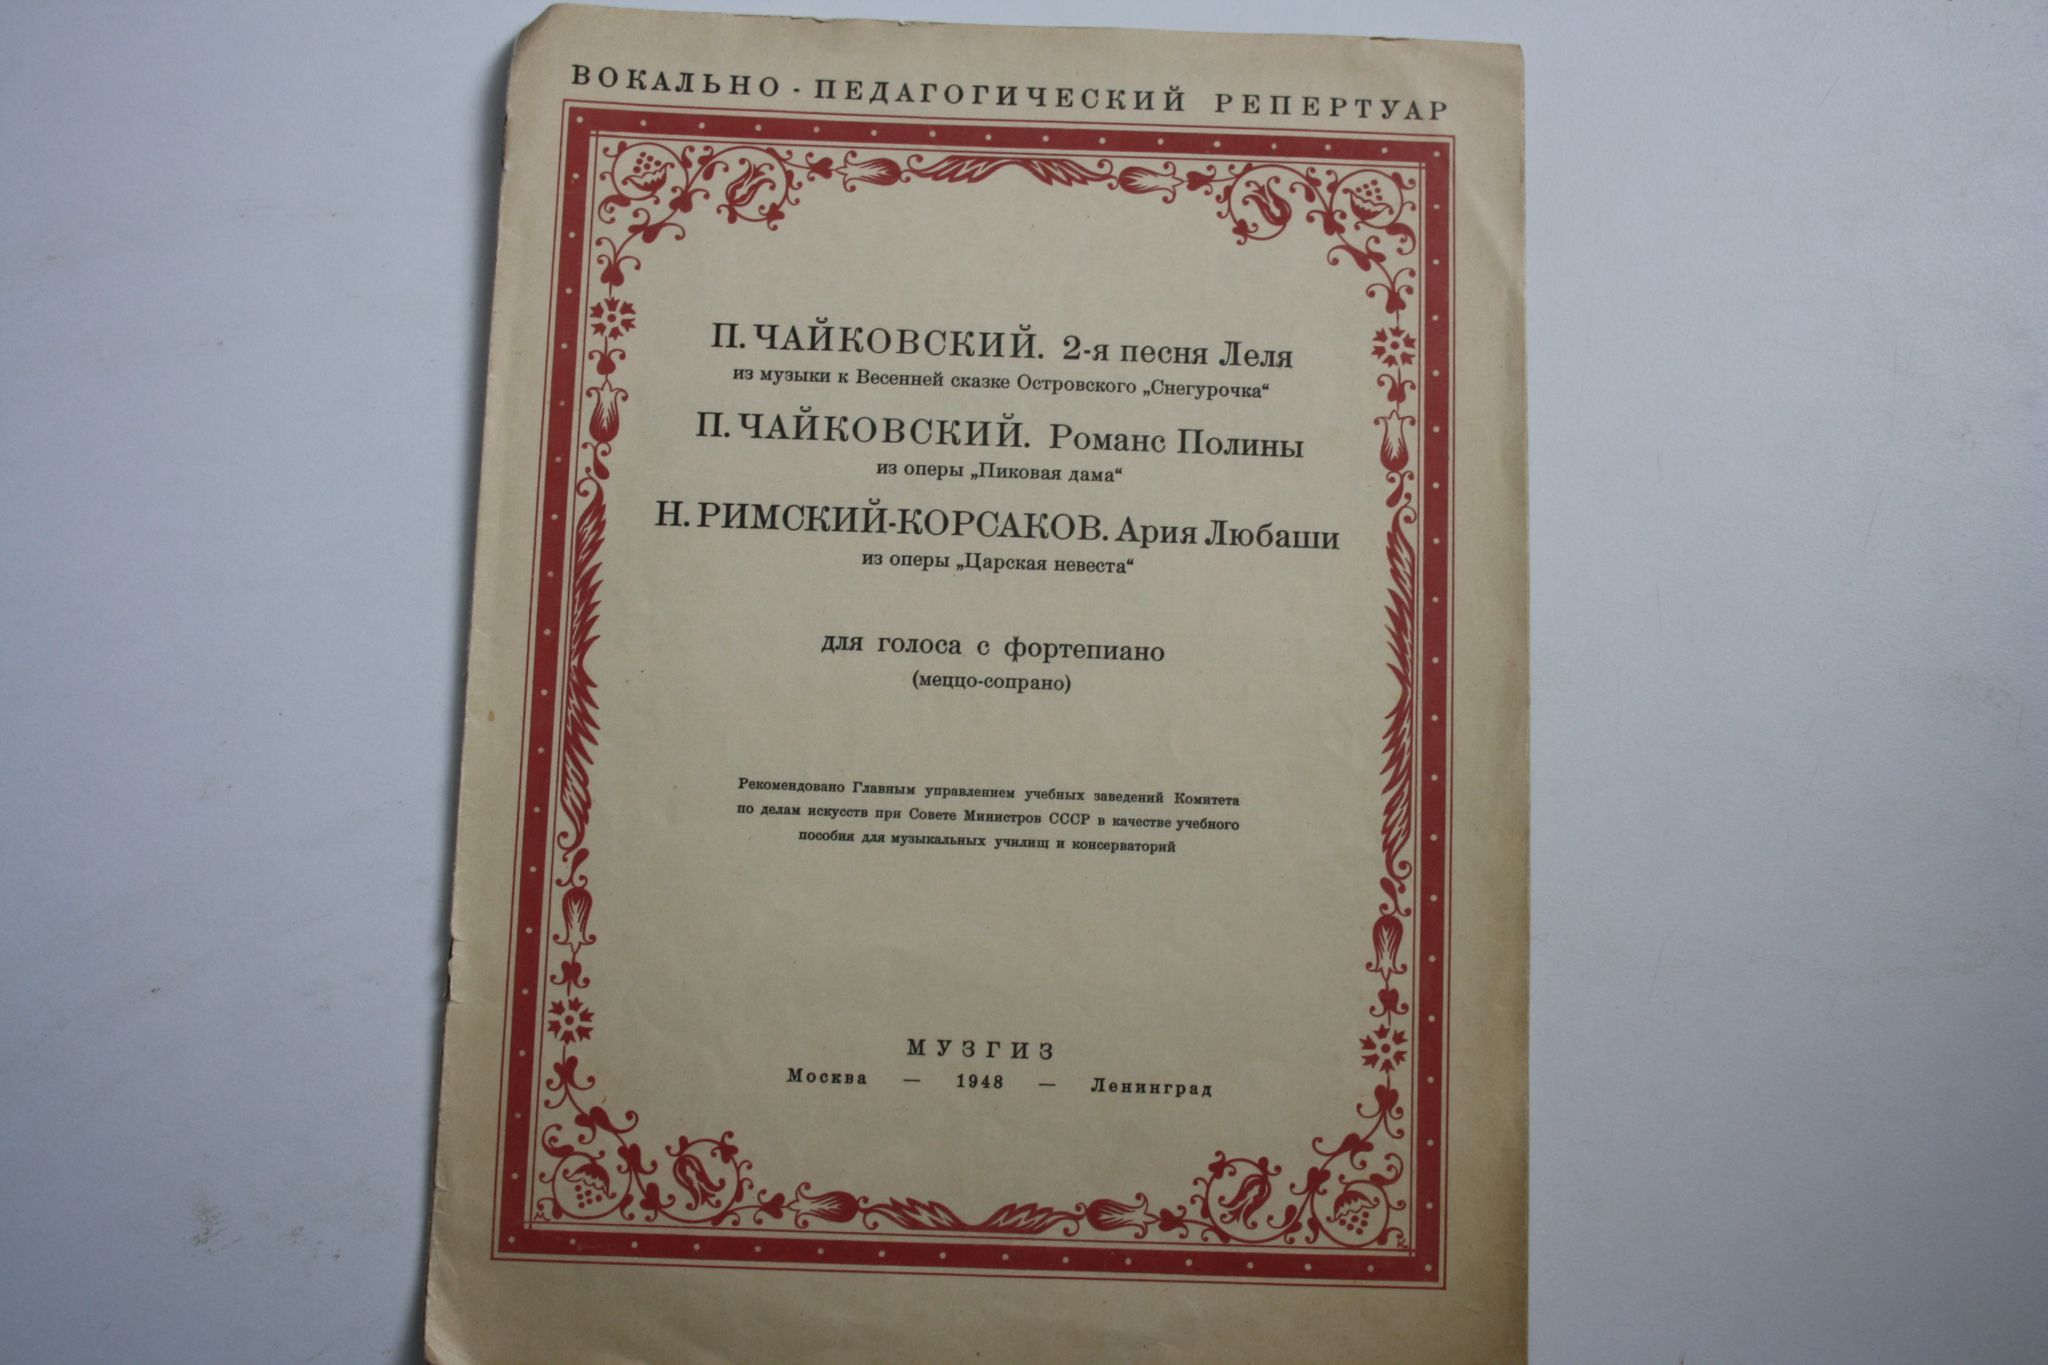 ВОКАЛЬНО - ПЕДАГОГИЧЕСКИЙ РЕПЕРТУАР
П. ЧАЙКОВСКИЙ. 2-я песня Леля
из музыки к Весенней сказке Островского „Снегурочка“
П. ЧАЙКОВСКИЙ. Романс Полины
из оперы „Пиковая дама“
Н. РИМСКИЙ-КОРСАКОВ. Ария Любаши
из оперы „Царская невеста“
для голоса с фортепиано
(меццо-сопрано)
Рекомендовано Главным управлением учебных заведений Комитета
по делам искусств при Совете Министров СССР в качестве учебного
пособия для музыкальных училищ и консерваторий
МУЗГИЗ
Москва — 1948 — Ленинград
М К